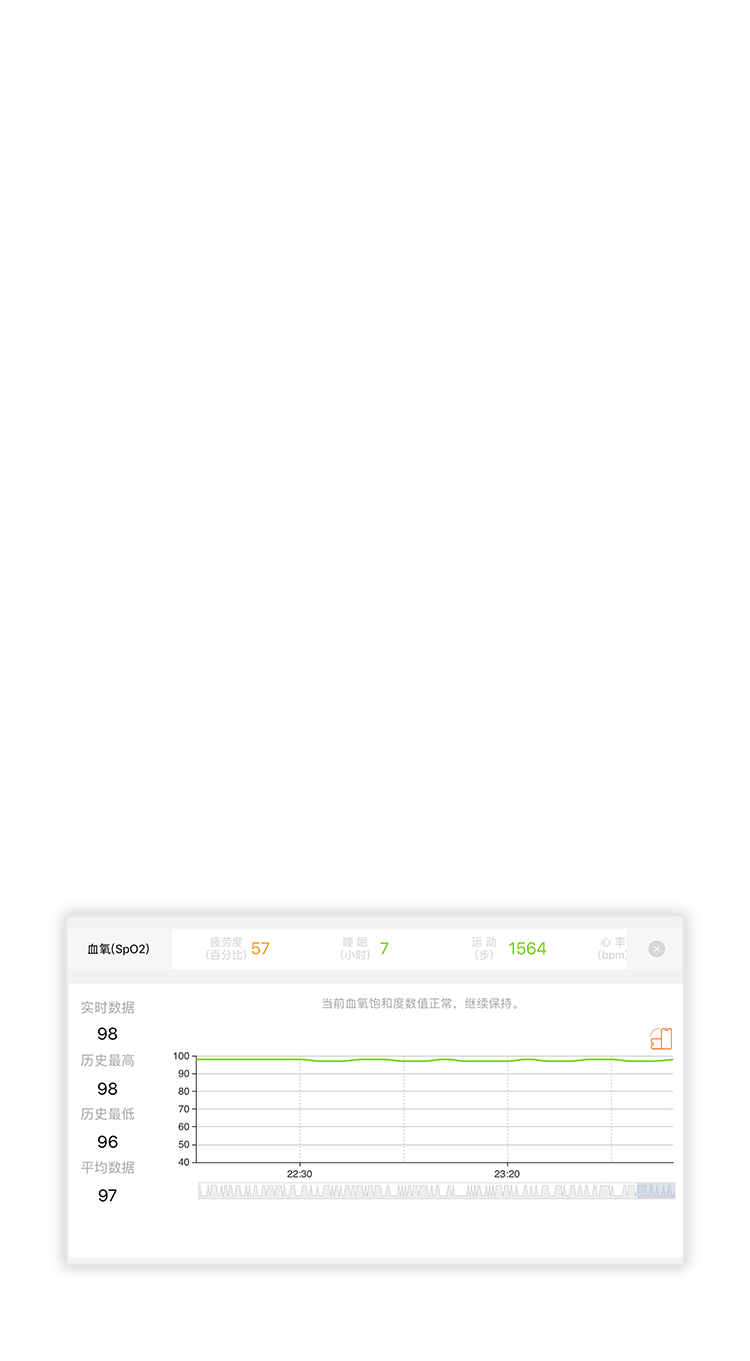 血氧(SpO2)
疲劳度
(百分比)
57
睡 眠
(小时)
7
运 动
(步)
1564
心 率
(bpm
实时数据
98
历史最高
98
历史最低
96
平均数据
97
当前血氧饱和度数值正常，继续保持。
100
90
80
70
60
50
40
22:30
23:20